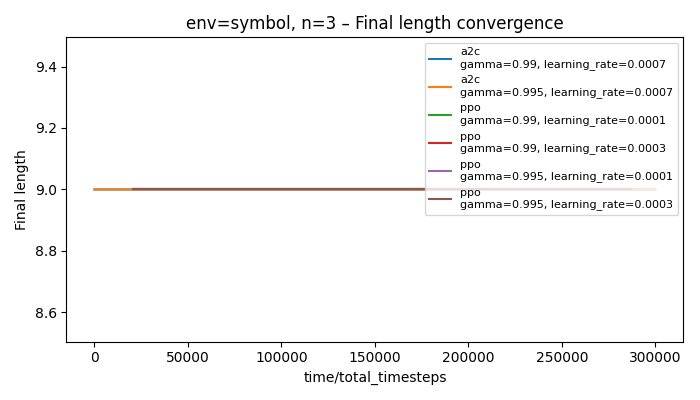 env=symbol, n=3 – Final length convergence
Final length
9.4
9.2
9.0
8.8
8.6
a2c
gamma=0.99, learning_rate=0.0007
a2c
gamma=0.995, learning_rate=0.0007
ppo
gamma=0.99, learning_rate=0.0001
ppo
gamma=0.99, learning_rate=0.0003
ppo
gamma=0.995, learning_rate=0.0001
ppo
gamma=0.995, learning_rate=0.0003
0 50000 100000 150000 200000 250000 300000
time/total_timesteps